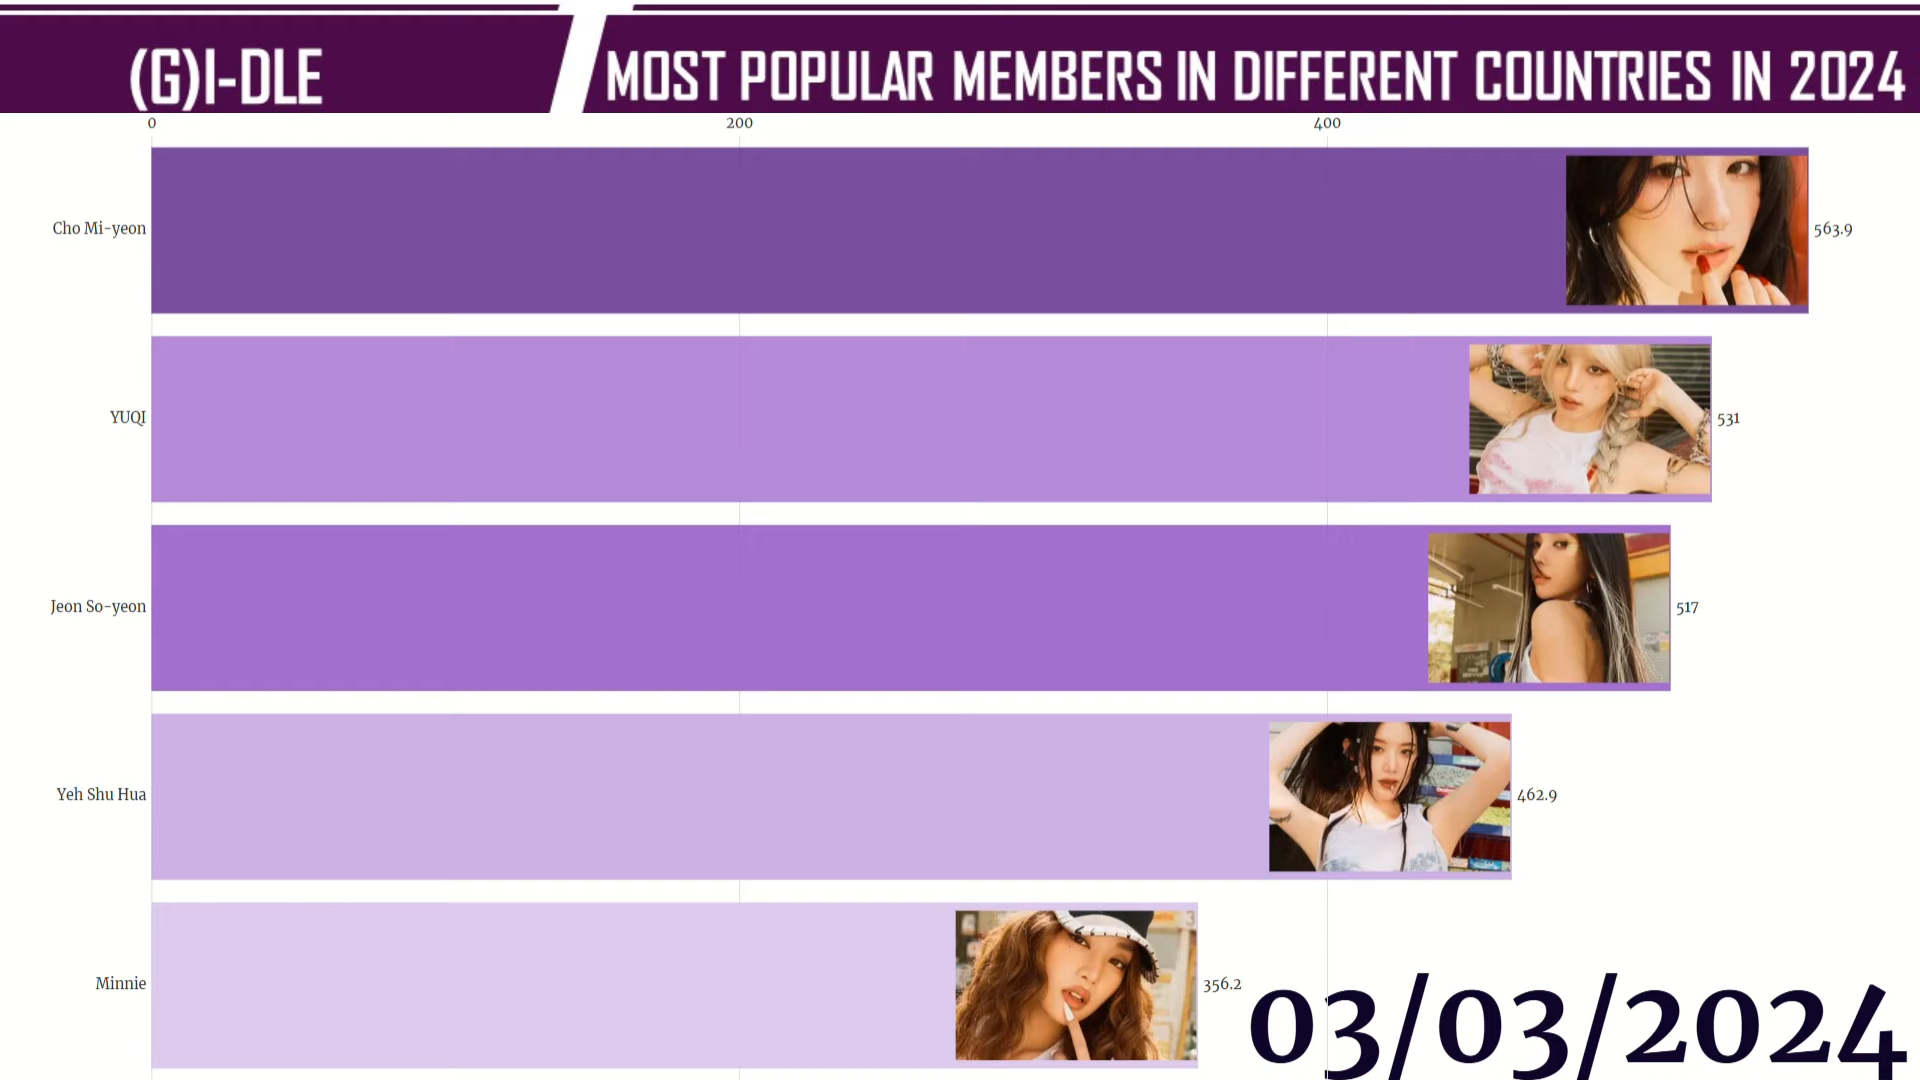 (G)I-DLE
MOST POPULAR MEMBERS IN DIFFERENT COUNTRIES IN 2024
0 200 400
Cho Mi-yeon 563.9
YUQI 531
Jeon So-yeon 517
Yeh Shu Hua 462.9
Minnie 356.2
03/03/2024